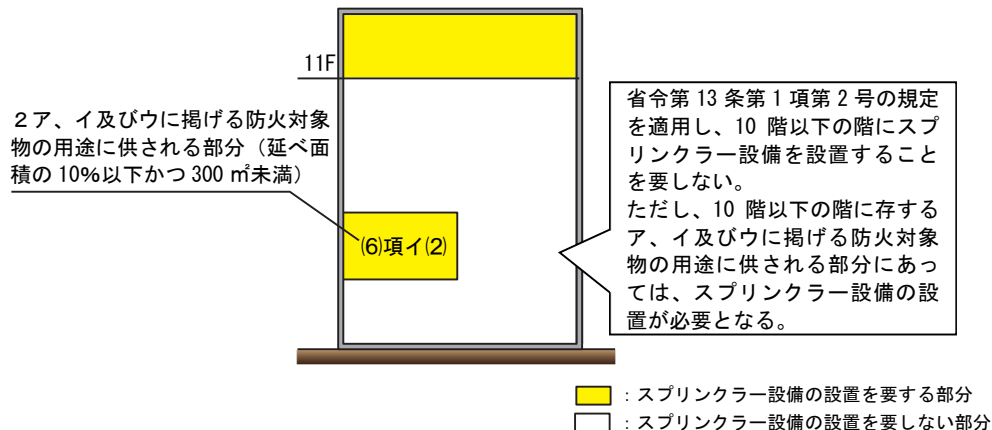 11F
2ア、イ及びウに掲げる防火対象
物の用途に供される部分(延べ面
積の 10%以下かつ 300 ㎡未満)
⑹項イ⑵
省令第 13 条第 1 項第 2 号の規定
を適用し、10 階以下の階にスプ
リンクラー設備を設置すること
を要しない。
ただし、10 階以下の階に存する
ア、イ及びウに掲げる防火対象
物の用途に供される部分にあっ
ては、スプリンクラー設備の設
置が必要となる。
:スプリンクラー設備の設置を要する部分
:スプリンクラー設備の設置を要しない部分